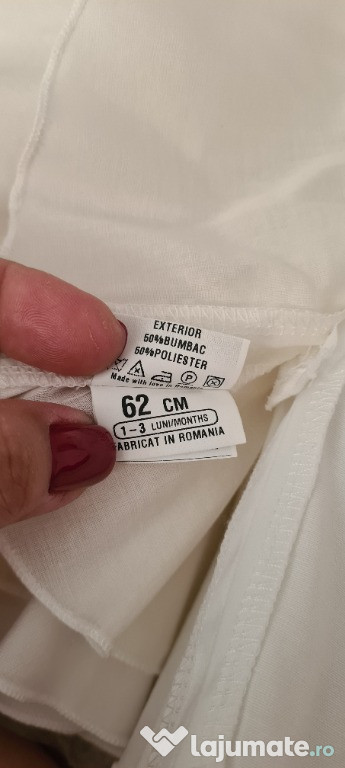 EXTERIOR
50%BUMBAC
50%POLIESTER
Made with love in Romania
62 CM
1-3 LUNI/MONTHS
FABRICAT IN ROMANIA
lajumate.ro